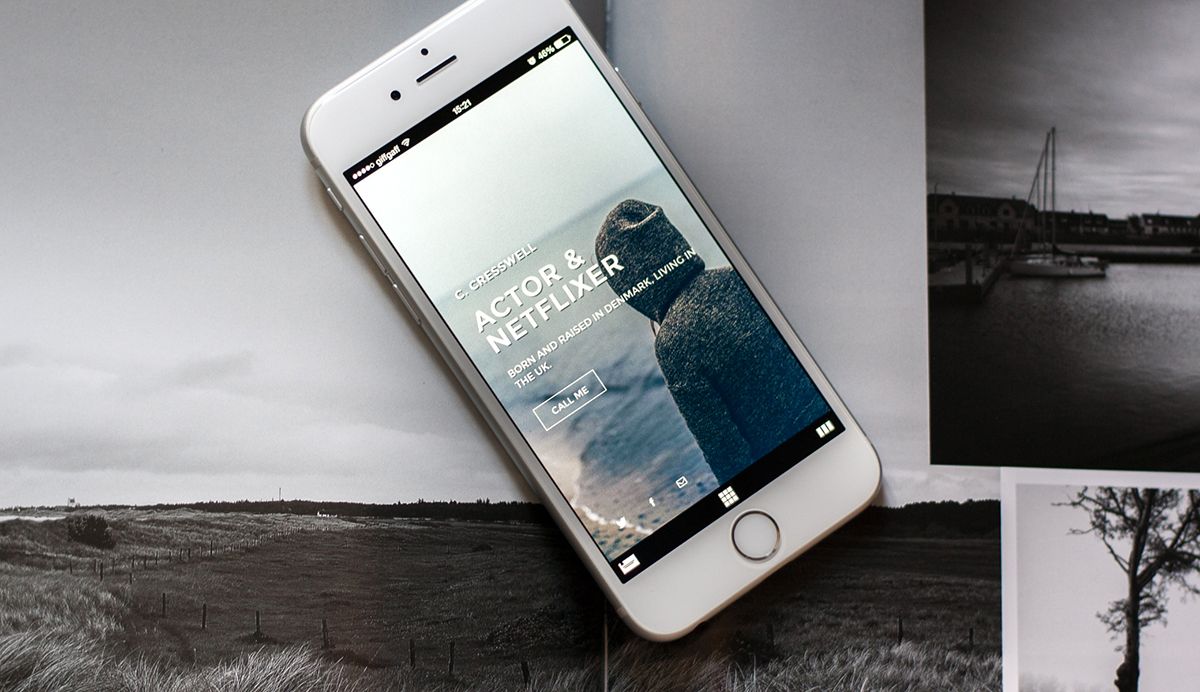 giffgaff 15:21 46%
C. CRESSWELL
ACTOR &
NETFLIXER
BORN AND RAISED IN DENMARK, LIVING IN
THE UK.
CALL ME